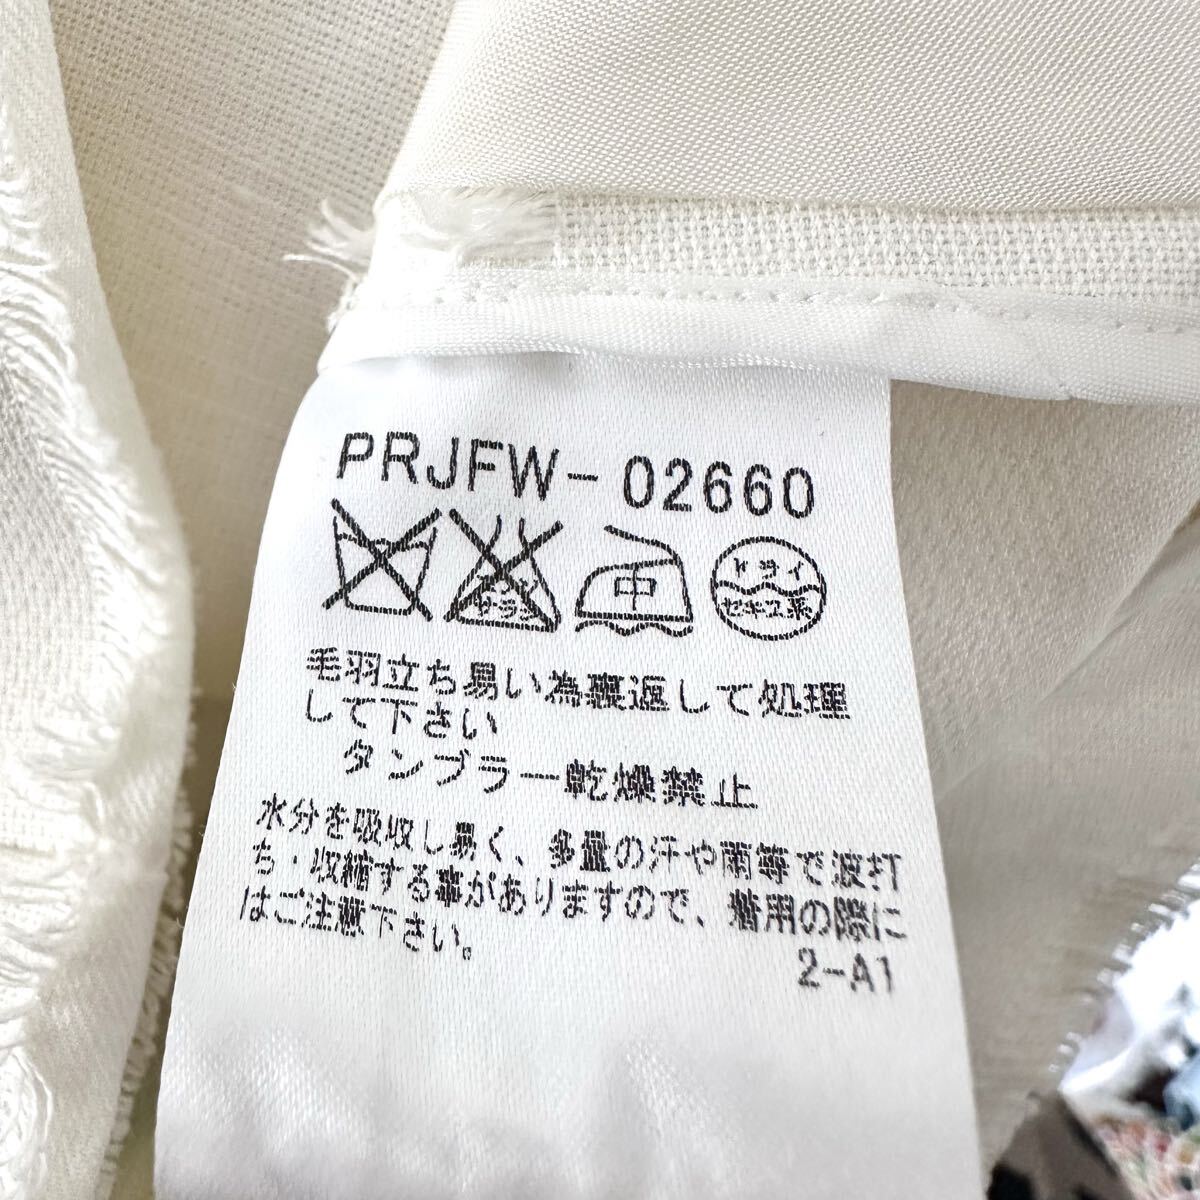 PRJFW-02660
中
ドライ
セキユ系
毛羽立ち易い為裏返して処理
して下さい
タンブラー乾燥禁止
水分を吸収し易く、多量の汗や雨等で波打
ち・収縮する事がありますので、着用の際に
はご注意下さい。
2-A1